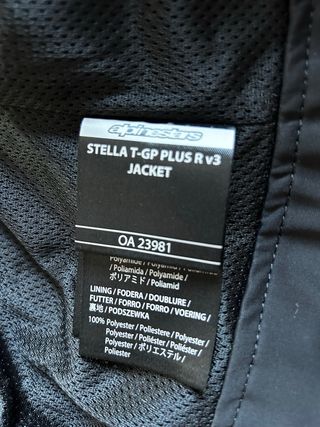 alpinestars
STELLA T-GP PLUS R v3
JACKET
OA 23981
Polyamide / Polyamid /
/ Poliamida / Poliamida /
ポリアミド / Poliamid
LINING / FODERA / DOUBLURE /
FUTTER / FORRO / FORRO / VOERING /
裏地 / PODSZEWKA
100% Polyester / Poliestere / Polyester /
Polyester / Poliéster / Poliéster /
Polyester / ポリエステル /
Poliester